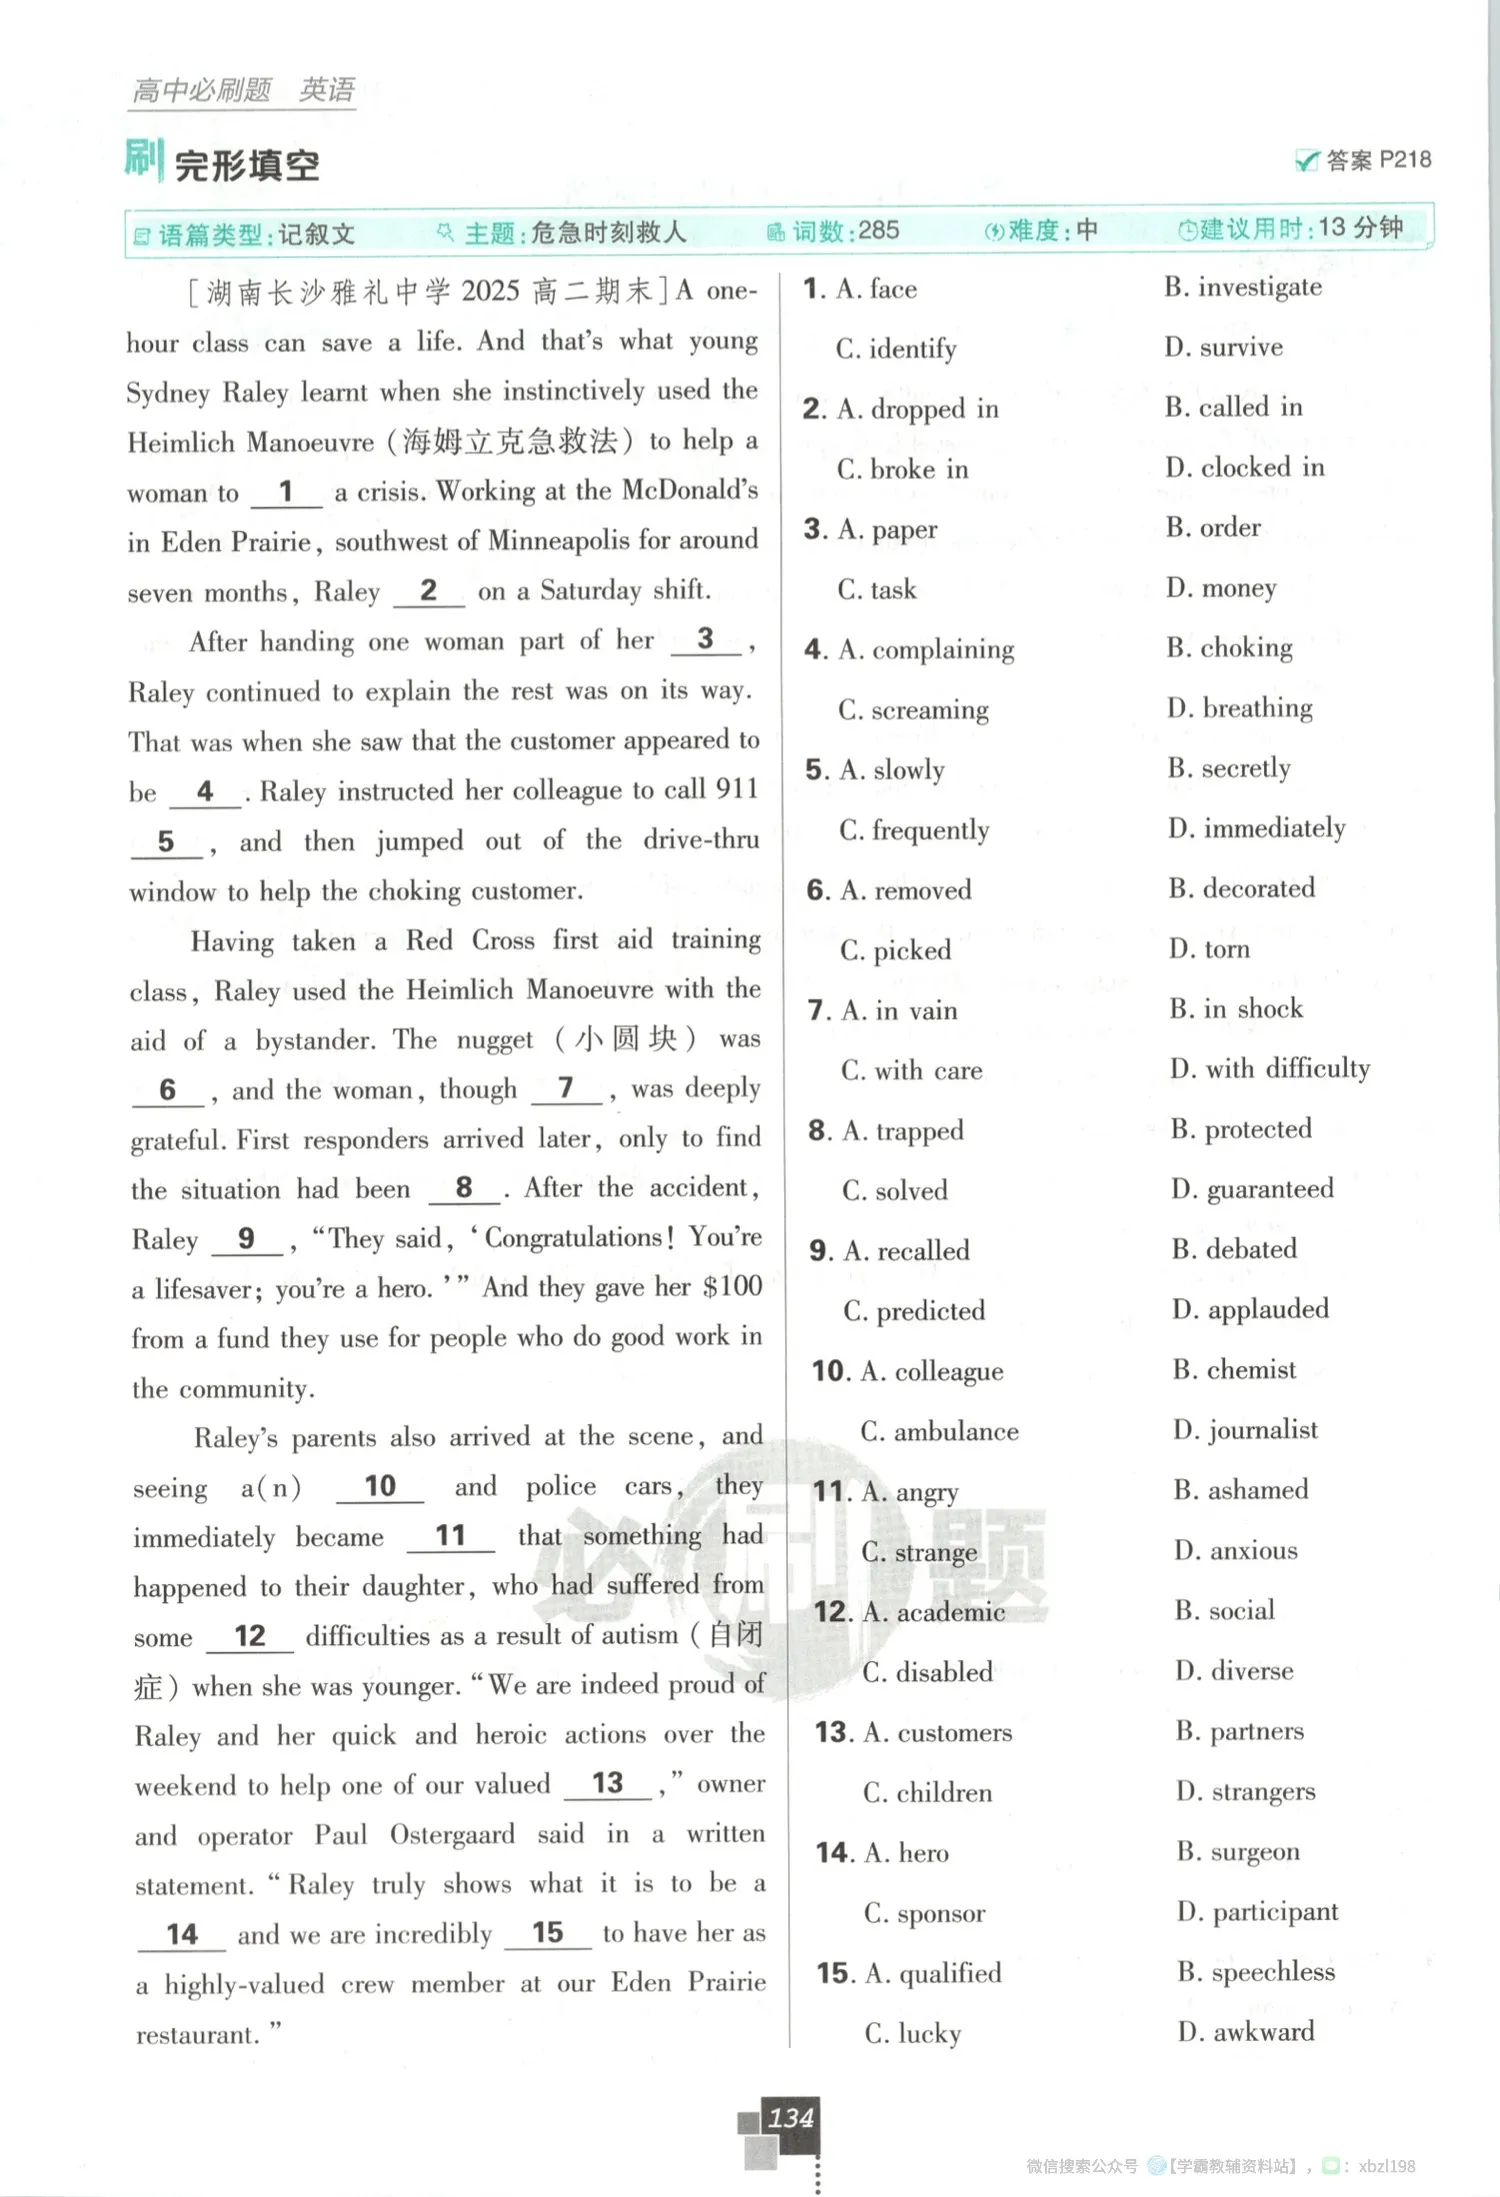 高中必刷题 英语
刷 完形填空
答案 P218
语篇类型:记叙文 主题:危急时刻救人 词数:285 难度:中 建议用时:13 分钟
[湖南长沙雅礼中学 2025 高二期末]A one-
hour class can save a life. And that's what young
Sydney Raley learnt when she instinctively used the
Heimlich Manoeuvre (海姆立克急救法) to help a
woman to 1 a crisis. Working at the McDonald's
in Eden Prairie, southwest of Minneapolis for around
seven months, Raley 2 on a Saturday shift.
After handing one woman part of her 3 ,
Raley continued to explain the rest was on its way.
That was when she saw that the customer appeared to
be 4 . Raley instructed her colleague to call 911
5 , and then jumped out of the drive-thru
window to help the choking customer.
Having taken a Red Cross first aid training
class, Raley used the Heimlich Manoeuvre with the
aid of a bystander. The nugget (小圆块) was
6 , and the woman, though 7 , was deeply
grateful. First responders arrived later, only to find
the situation had been 8 . After the accident,
Raley 9 , “They said, ‘Congratulations! You're
a lifesaver; you're a hero. ’” And they gave her $100
from a fund they use for people who do good work in
the community.
Raley's parents also arrived at the scene, and
seeing a(n) 10 and police cars, they
immediately became 11 that something had
happened to their daughter, who had suffered from
some 12 difficulties as a result of autism (自闭
症) when she was younger. “We are indeed proud of
Raley and her quick and heroic actions over the
weekend to help one of our valued 13 ,” owner
and operator Paul Ostergaard said in a written
statement. “Raley truly shows what it is to be a
14 and we are incredibly 15 to have her as
a highly-valued crew member at our Eden Prairie
restaurant. ”
1. A. face B. investigate
C. identify D. survive
2. A. dropped in B. called in
C. broke in D. clocked in
3. A. paper B. order
C. task D. money
4. A. complaining B. choking
C. screaming D. breathing
5. A. slowly B. secretly
C. frequently D. immediately
6. A. removed B. decorated
C. picked D. torn
7. A. in vain B. in shock
C. with care D. with difficulty
8. A. trapped B. protected
C. solved D. guaranteed
9. A. recalled B. debated
C. predicted D. applauded
10. A. colleague B. chemist
C. ambulance D. journalist
11. A. angry B. ashamed
C. strange D. anxious
12. A. academic B. social
C. disabled D. diverse
13. A. customers B. partners
C. children D. strangers
14. A. hero B. surgeon
C. sponsor D. participant
15. A. qualified B. speechless
C. lucky D. awkward
必刷题
134
微信搜索公众号 【学霸教辅资料站】, : xbzl198